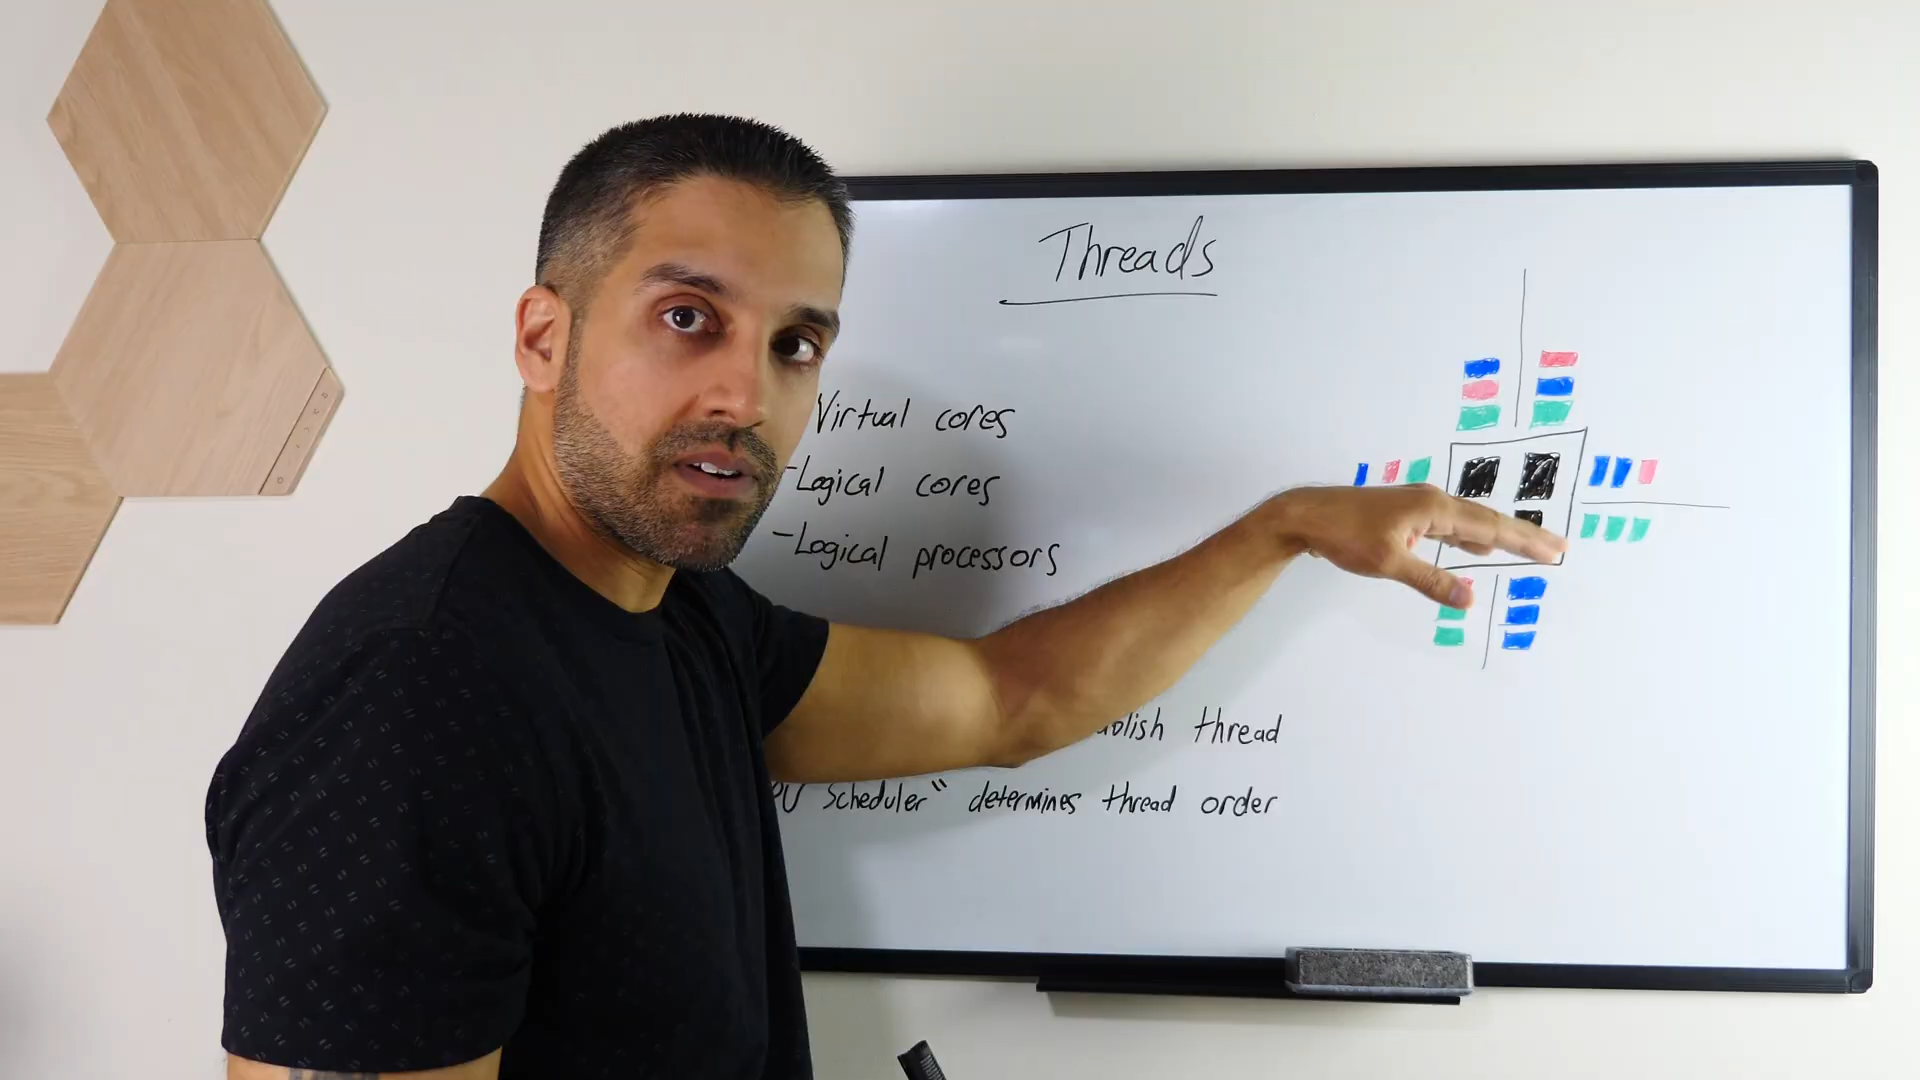 Threads
Virtual cores
-Logical cores
-Logical processors
thread
Scheduler" determines thread order